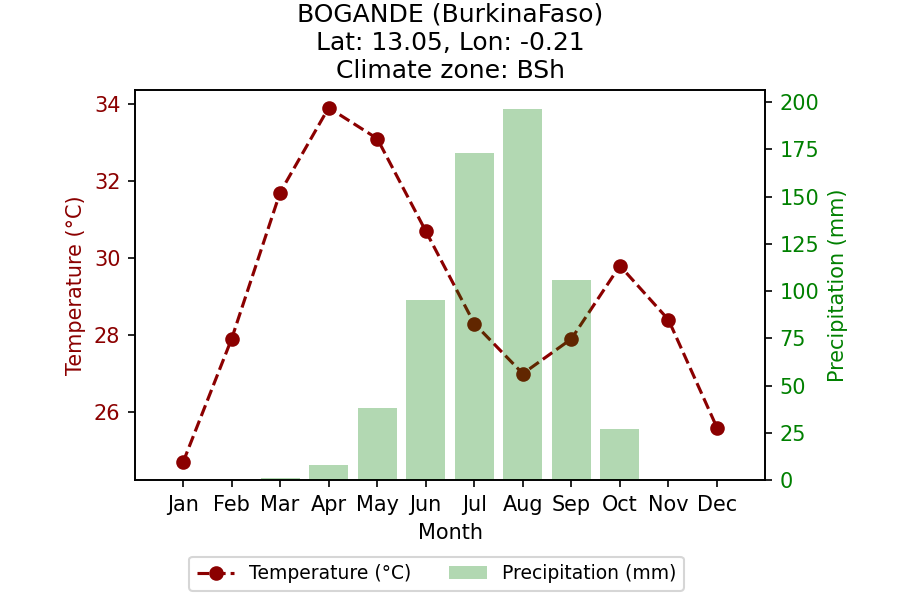 BOGANDE (BurkinaFaso)
Lat: 13.05, Lon: -0.21
Climate zone: BSh
Temperature (°C)
34
32
30
28
26
200
175
150
125
100
75
50
25
0
Precipitation (mm)
Jan Feb Mar Apr May Jun Jul Aug Sep Oct Nov Dec
Month
Temperature (°C) Precipitation (mm)